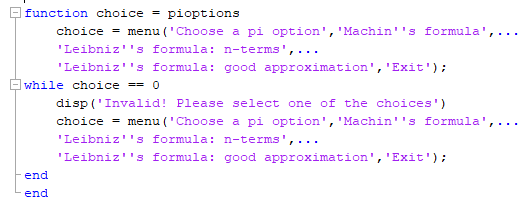 function choice = pioptions
choice = menu('Choose a pi option','Machin''s formula',...
'Leibniz''s formula: n-terms',...
'Leibniz''s formula: good approximation','Exit');
while choice == 0
disp('Invalid! Please select one of the choices')
choice = menu('Choose a pi option','Machin''s formula',...
'Leibniz''s formula: n-terms',...
'Leibniz''s formula: good approximation','Exit');
end
end